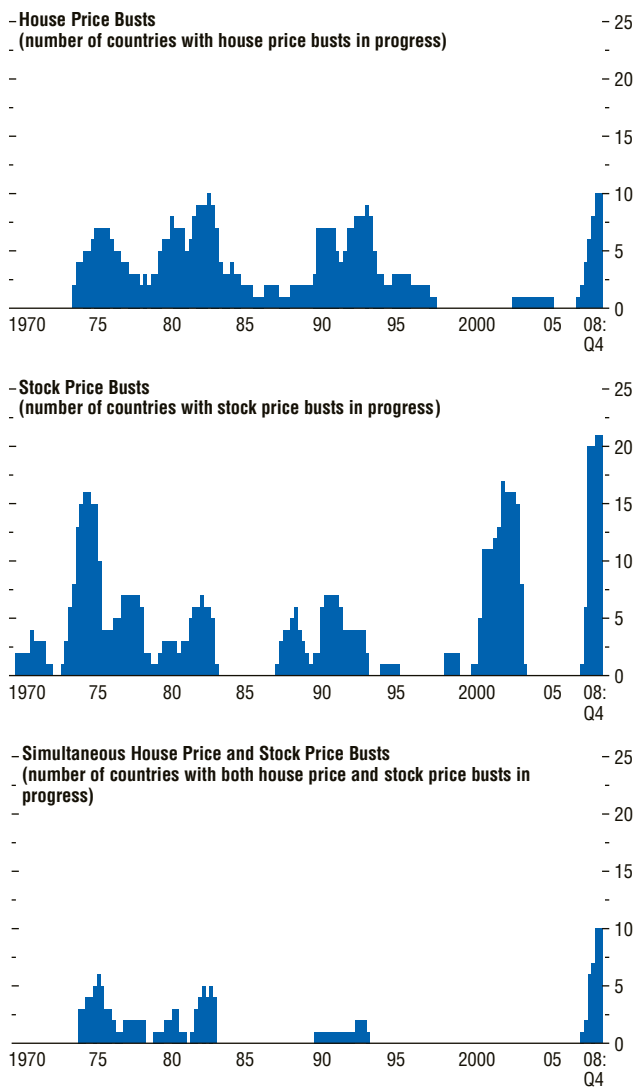 House Price Busts
(number of countries with house price busts in progress)
25
20
15
10
5
0
1970 75 80 85 90 95 2000 05 08:
Q4
Stock Price Busts
(number of countries with stock price busts in progress)
25
20
15
10
5
0
1970 75 80 85 90 95 2000 05 08:
Q4
Simultaneous House Price and Stock Price Busts
(number of countries with both house price and stock price busts in
progress)
25
20
15
10
5
0
1970 75 80 85 90 95 2000 05 08:
Q4